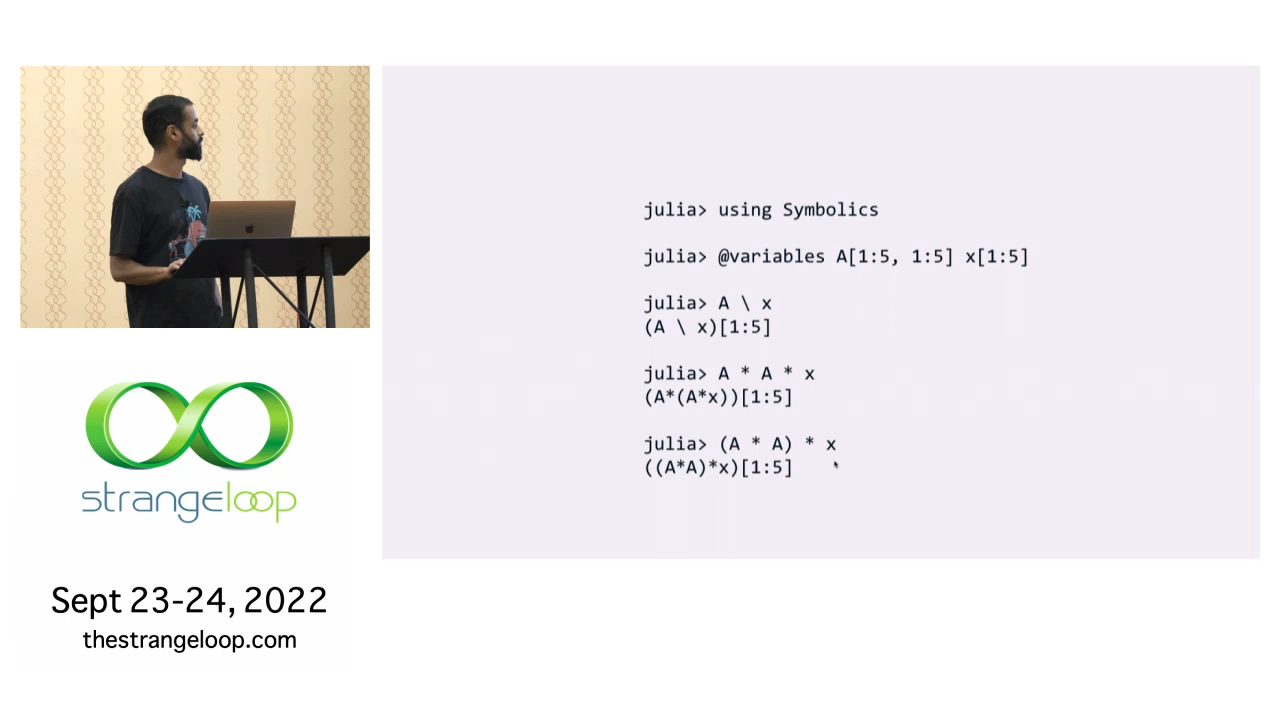 julia> using Symbolics
julia> @variables A[1:5, 1:5] x[1:5]
julia> A \ x
(A \ x)[1:5]
julia> A * A * x
(A*(A*x))[1:5]
julia> (A * A) * x
((A*A)*x)[1:5]
strangeloop
Sept 23-24, 2022
thestrangeloop.com